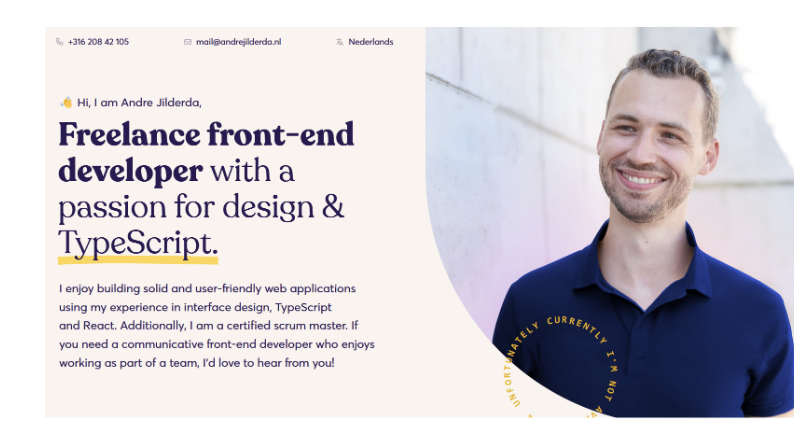 +316 208 42 105
mail@andrejilderda.nl
Nederlands
Hi, I am Andre Jilderda,
Freelance front-end
developer with a
passion for design &
TypeScript.
I enjoy building solid and user-friendly web applications
using my experience in interface design, TypeScript
and React. Additionally, I am a certified scrum master. If
you need a communicative front-end developer who enjoys
working as part of a team, I'd love to hear from you!
UNFORTUNATELY CURRENTLY I'M NOT